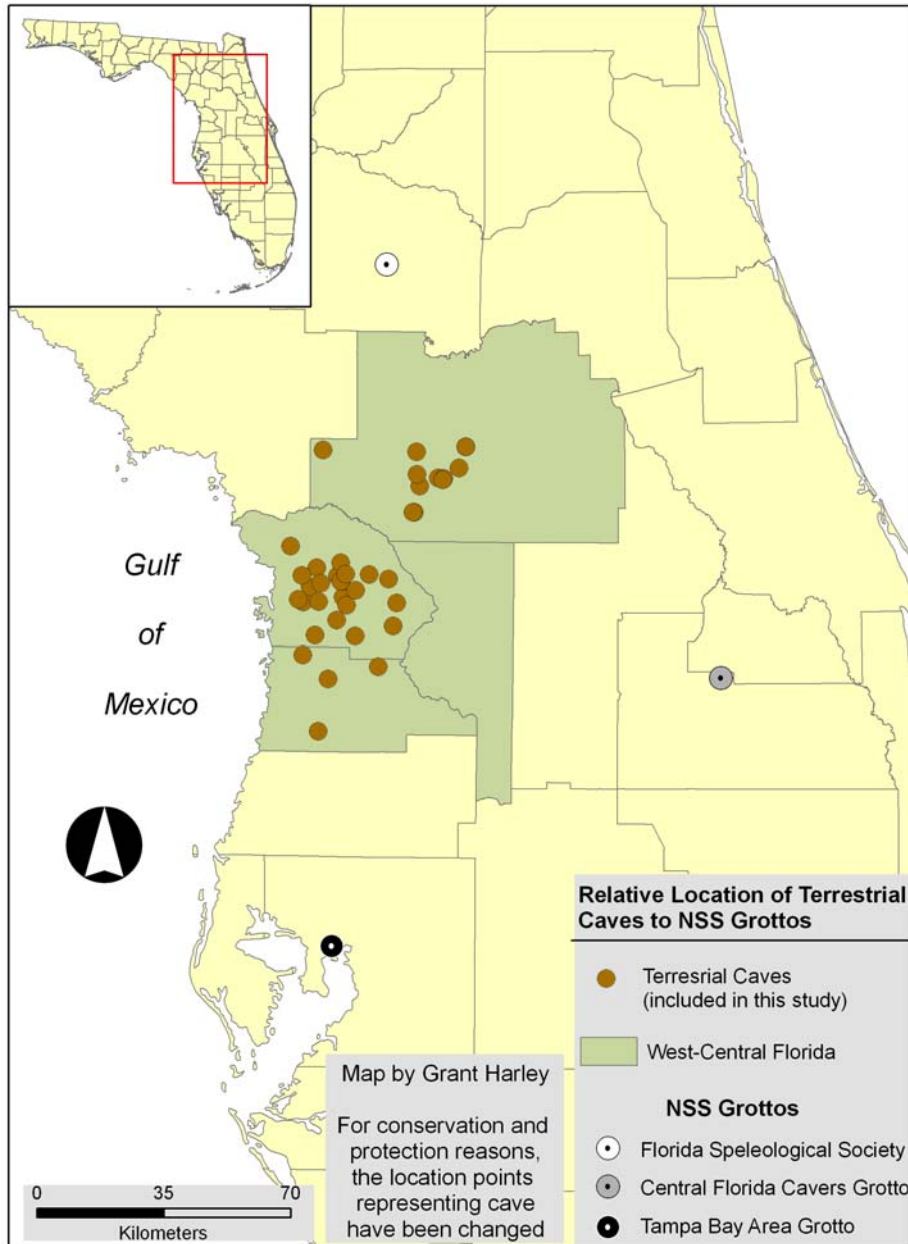 Gulf
of
Mexico
Relative Location of Terrestrial
Caves to NSS Grottos
Terresrial Caves
(included in this study)
West-Central Florida
NSS Grottos
Florida Speleological Society
Central Florida Cavers Grotto
Tampa Bay Area Grotto
Map by Grant Harley
For conservation and
protection reasons,
the location points
representing cave
have been changed
0 35 70
Kilometers